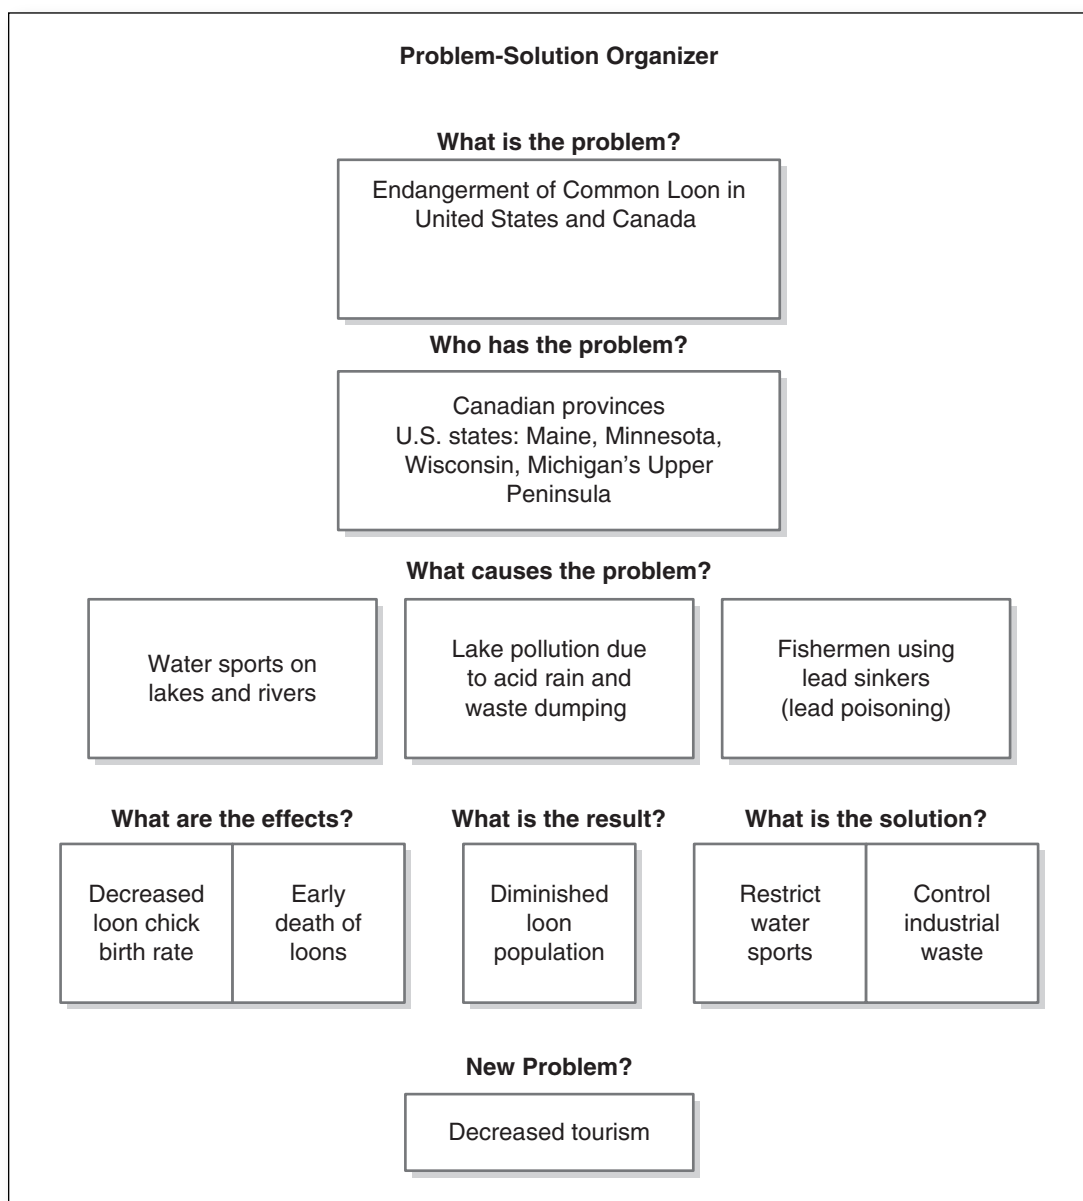 Problem-Solution Organizer
What is the problem?
Endangerment of Common Loon in
United States and Canada
Who has the problem?
Canadian provinces
U.S. states: Maine, Minnesota,
Wisconsin, Michigan’s Upper
Peninsula
What causes the problem?
Water sports on
lakes and rivers
Lake pollution due
to acid rain and
waste dumping
Fishermen using
lead sinkers
(lead poisoning)
What are the effects?
Decreased
loon chick
birth rate
Early
death of
loons
What is the result?
Diminished
loon
population
What is the solution?
Restrict
water
sports
Control
industrial
waste
New Problem?
Decreased tourism